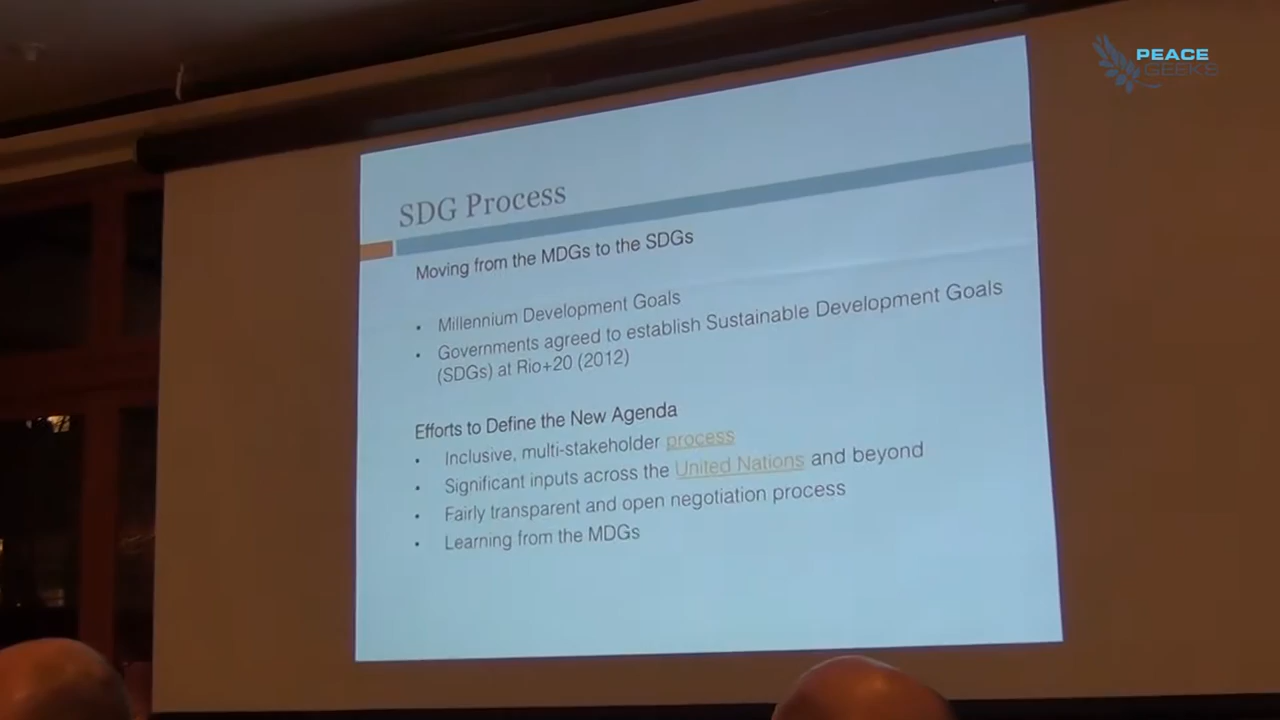 PEACE
GEEKS
SDG Process
Moving from the MDGs to the SDGs
• Millennium Development Goals
• Governments agreed to establish Sustainable Development Goals
(SDGs) at Rio+20 (2012)
Efforts to Define the New Agenda
• Inclusive, multi-stakeholder process
• Significant inputs across the United Nations and beyond
• Fairly transparent and open negotiation process
• Learning from the MDGs